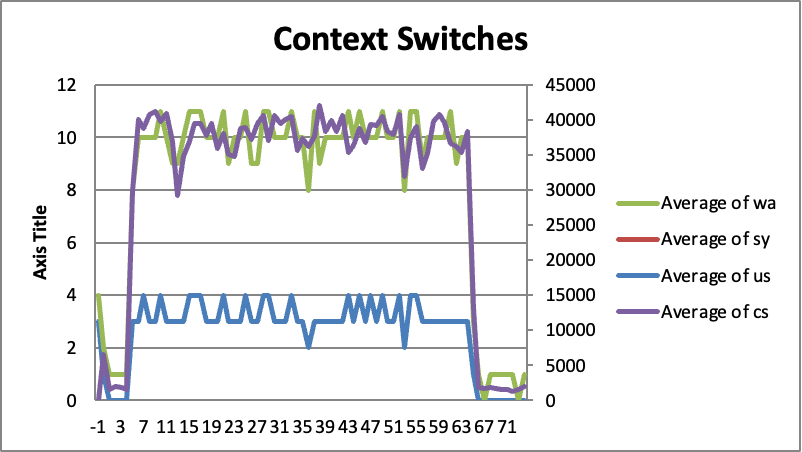 Context Switches
12
10
8
6
4
2
0
Axis Title
45000
40000
35000
30000
25000
20000
15000
10000
5000
0
-1 3 7 11 15 19 23 27 31 35 39 43 47 51 55 59 63 67 71
Average of wa
Average of sy
Average of us
Average of cs